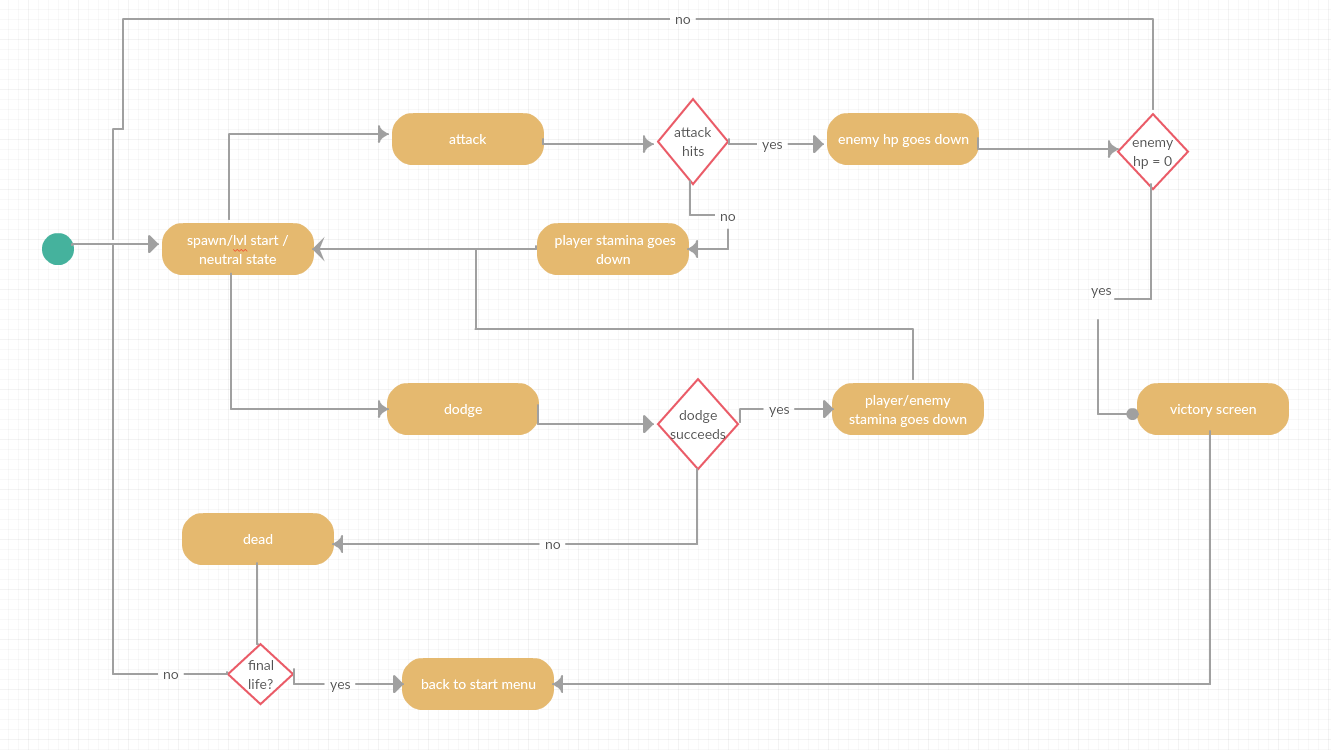 no
attack
attack
hits
yes
enemy hp goes down
enemy
hp = 0
no
spawn/lvl start /
neutral state
player stamina goes
down
yes
dodge
dodge
succeeds
yes
player/enemy
stamina goes down
victory screen
dead
no
final
life?
no
yes
back to start menu